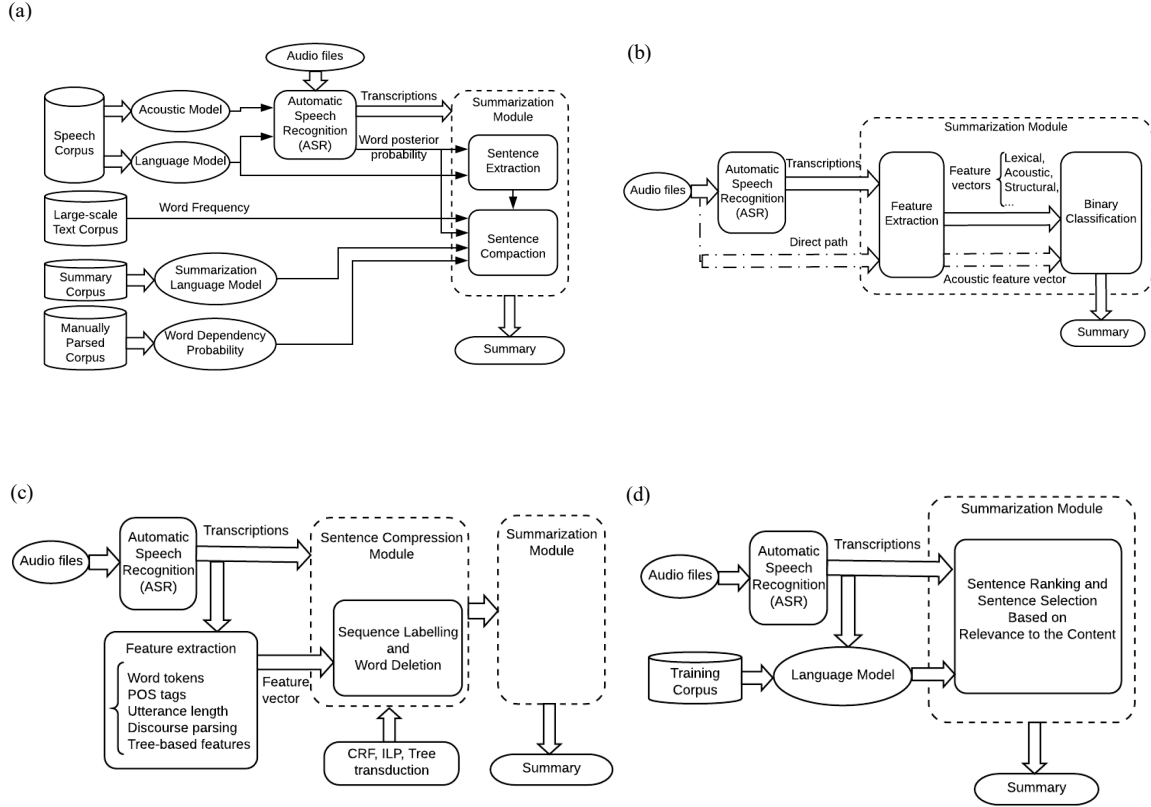 (a)
Audio files
Speech
Corpus
Acoustic Model
Language Model
Automatic
Speech
Recognition
(ASR)
Transcriptions
Word posterior
probability
Summarization
Module
Sentence
Extraction
Large-scale
Text Corpus
Word Frequency
Sentence
Compaction
Summary
Corpus
Summarization
Language Model
Manually
Parsed
Corpus
Word Dependency
Probability
Summary
(b)
Summarization Module
Audio files
Automatic
Speech
Recognition
(ASR)
Transcriptions
Direct path
Feature
Extraction
Feature
vectors
Lexical,
Acoustic,
Structural,
...
Acoustic feature vector
Binary
Classification
Summary
(c)
Audio files
Automatic
Speech
Recognition
(ASR)
Transcriptions
Feature extraction
Word tokens
POS tags
Utterance length
Discourse parsing
Tree-based features
Feature
vector
Sentence Compression
Module
Sequence Labelling
and
Word Deletion
CRF, ILP, Tree
transduction
Summarization
Module
Summary
(d)
Audio files
Automatic
Speech
Recognition
(ASR)
Transcriptions
Training
Corpus
Language Model
Summarization Module
Sentence Ranking and
Sentence Selection
Based on
Relevance to the Content
Summary